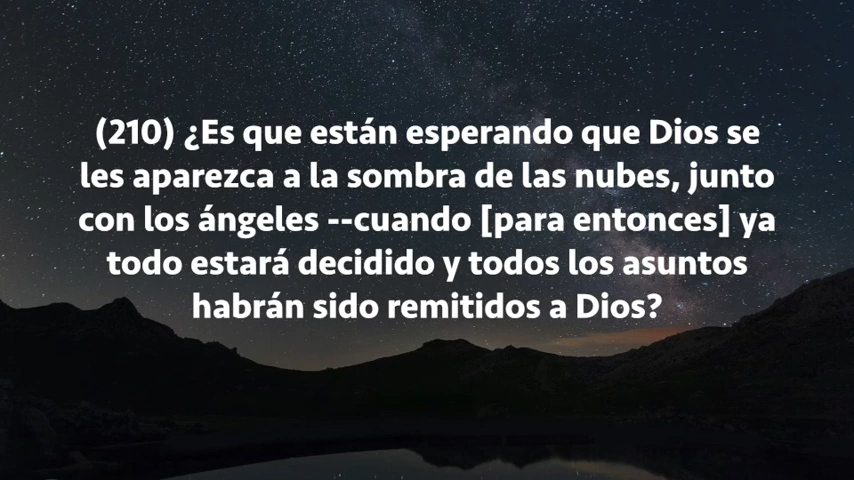 (210) ¿Es que están esperando que Dios se
les aparezca a la sombra de las nubes, junto
con los ángeles --cuando [para entonces] ya
todo estará decidido y todos los asuntos
habrán sido remitidos a Dios?